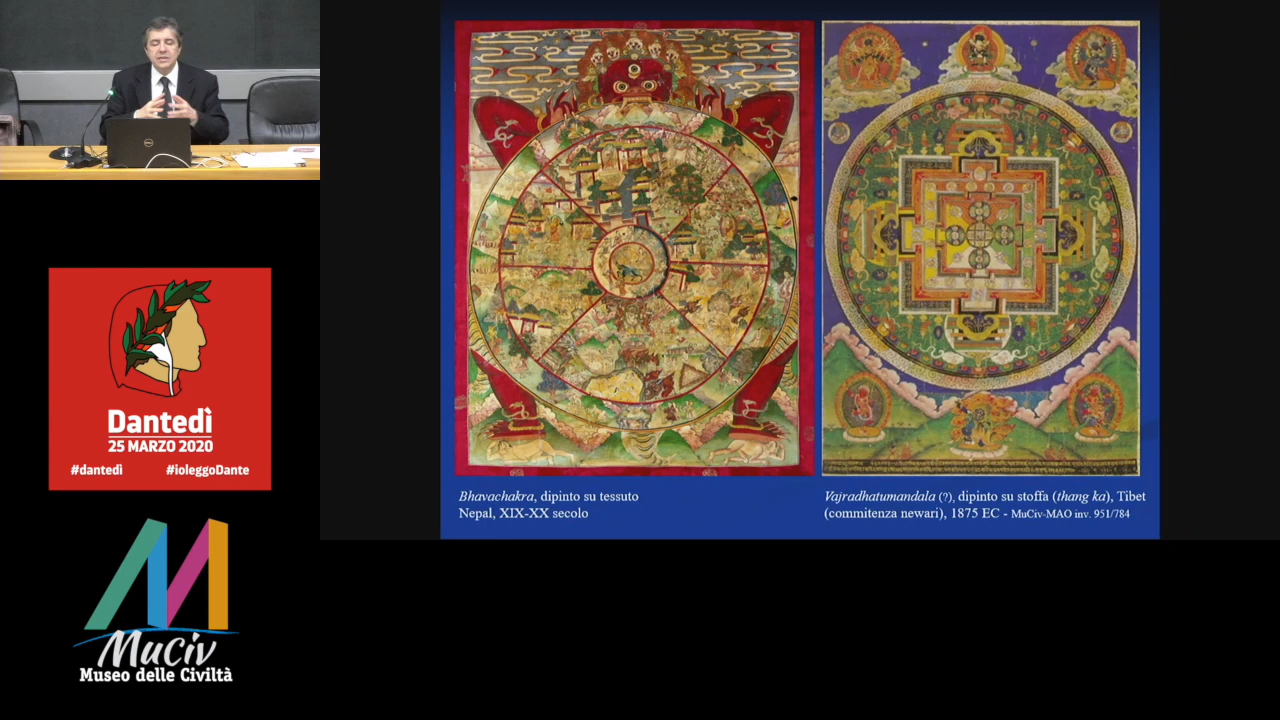 Dantedì
25 MARZO 2020
#dantedì #ioleggoDante
MuCiv
Museo delle Civiltà
Bhavachakra, dipinto su tessuto
Nepal, XIX-XX secolo
Vajradhatumandala (?), dipinto su stoffa (thang ka), Tibet
(commitenza newari), 1875 EC - MuCiv-MAO inv. 951/784